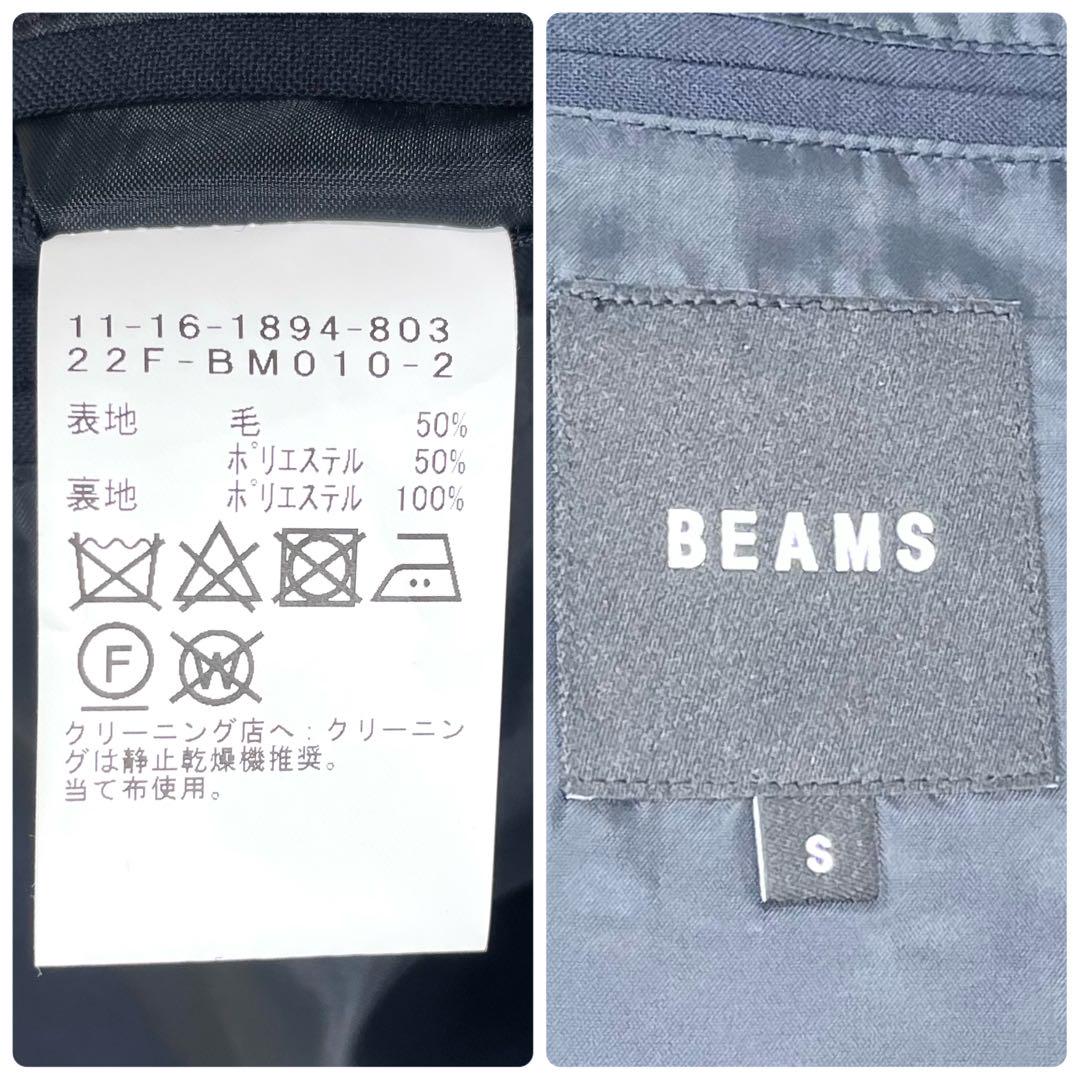 11-16-1894-803
22F-BM010-2
表地 毛 50%
ポリエステル 50%
裏地 ポリエステル 100%
F W
クリーニング店へ:クリーニン
グは静止乾燥機推奨。
当て布使用。
BEAMS
S